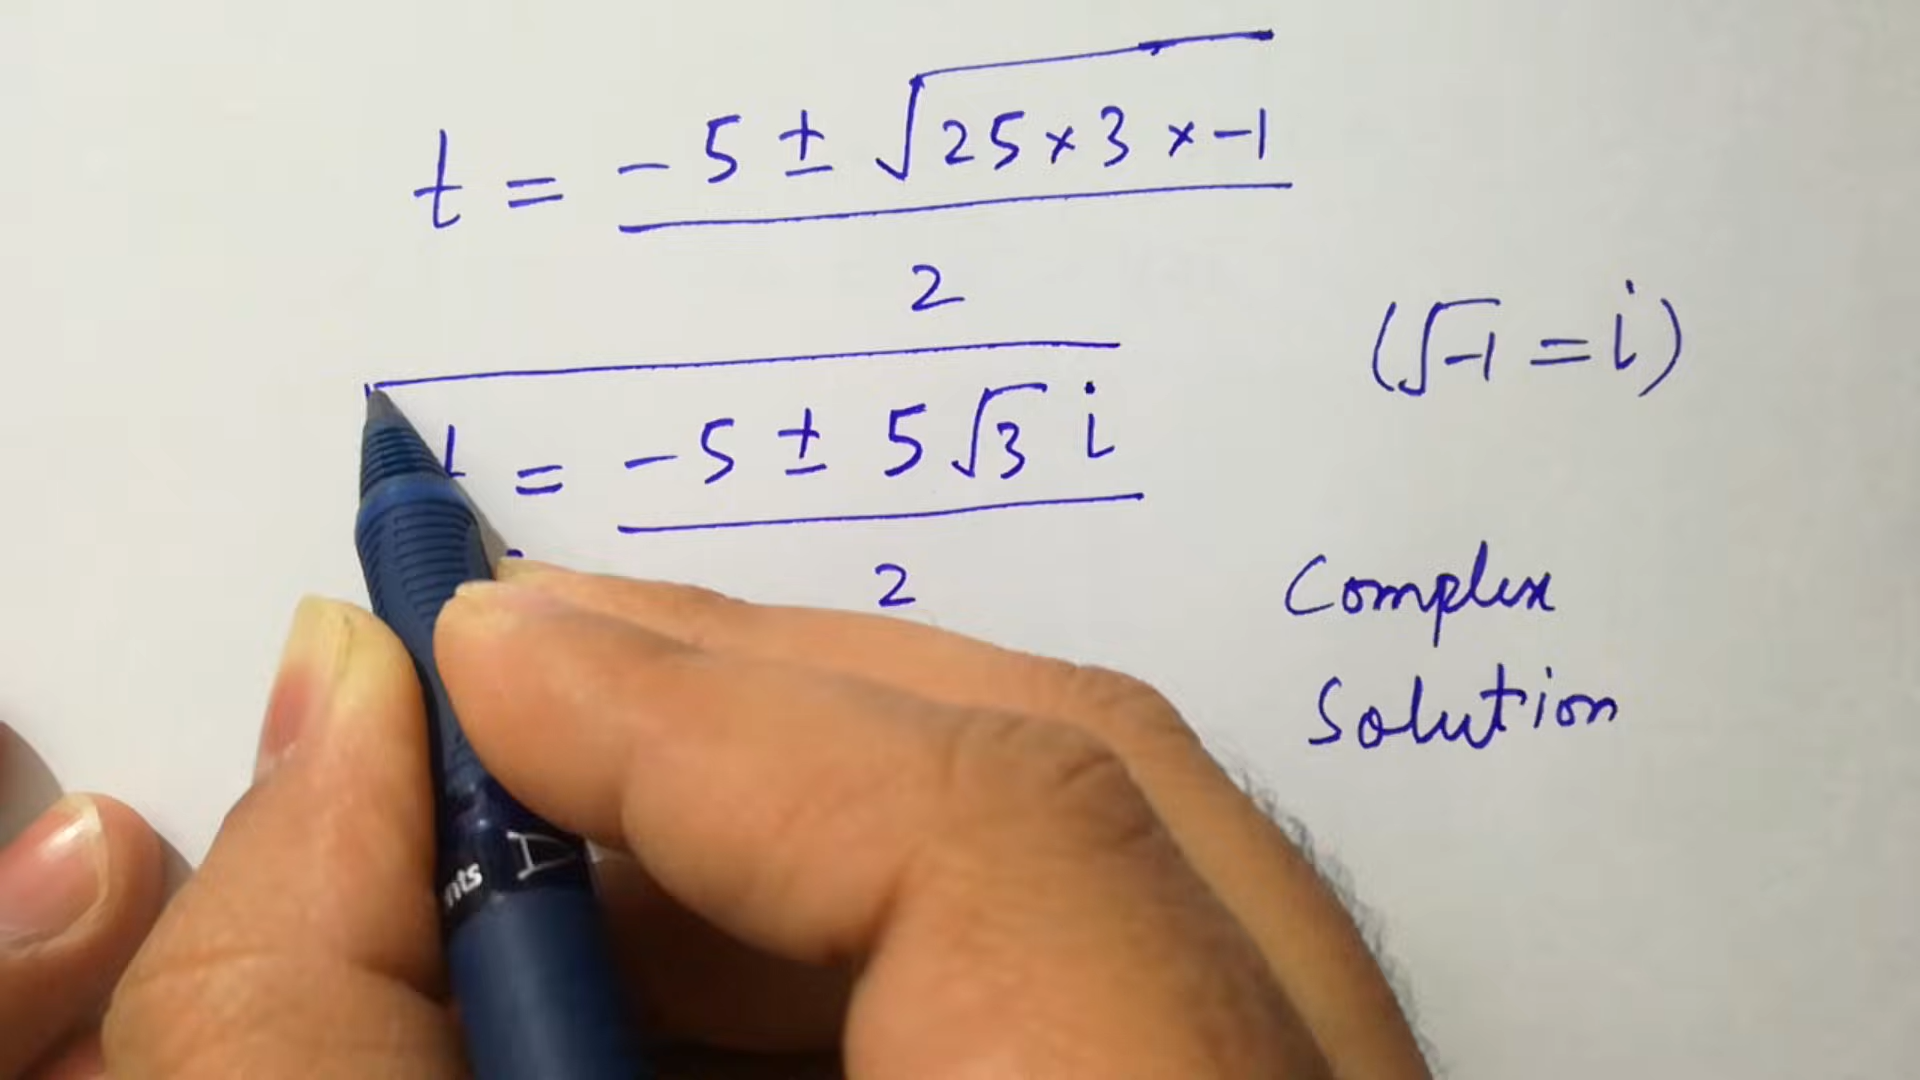 t = -5 ± √25 × 3 × -1
2
(√-1 = i)
t = -5 ± 5 √3 i
2
Complex
Solution